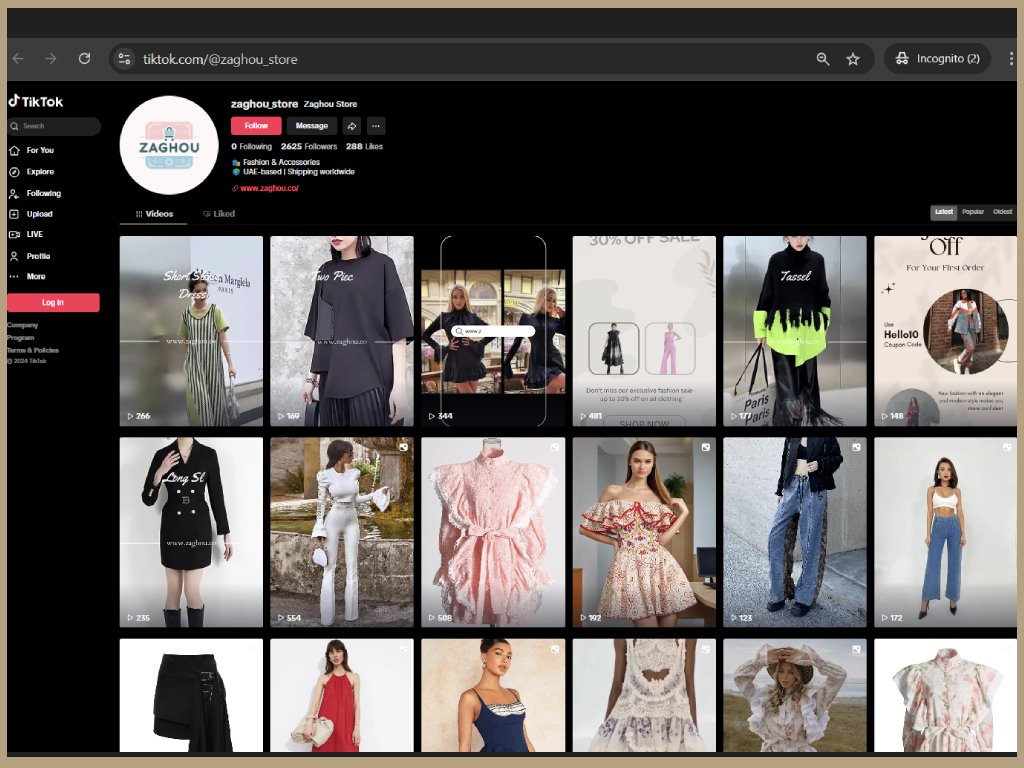 tiktok.com/@zaghou_store
Incognito (2)
TikTok
Search
For You
Explore
Following
Upload
LIVE
Profile
More
Log In
Company
Program
Terms & Policies
© 2024 TikTok
ZAGHOU
zaghou_store Zaghou Store
Follow Message
0 Following 2625 Followers 288 Likes
Fashion & Accessories
UAE-based | Shipping worldwide
www.zaghou.co/
Videos Liked
Latest Popular Oldest
Dress
Margiela
PARIS
www.zaghou.co
266
Two Piec
www.zaghou.co
169
www.z
344
30% OFF SALE
Don't miss our exclusive fashion sale
up to 30% off on all clothing!
SHOP NOW
481
Tassel
www.zaghou.co
Paris
Paris
177
Off
For Your First Order
Use
Hello10
Coupon Code
New fashion with an elegant
and modern style makes you
more confident
148
Long Sl
B
www.zaghou.co
235
554
508
192
123
172